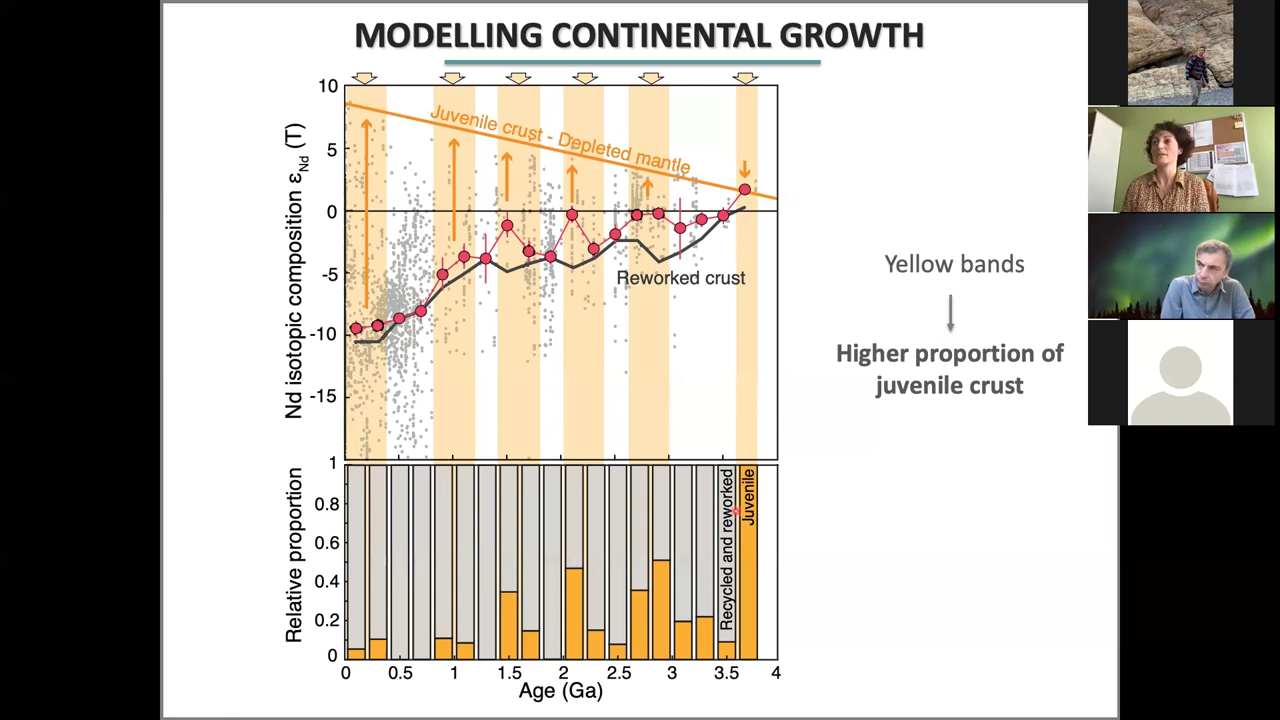 MODELLING CONTINENTAL GROWTH
10
5
0
-5
-10
-15
Nd isotopic composition εNd (T)
Juvenile crust - Depleted mantle
Reworked crust
Yellow bands
Higher proportion of
juvenile crust
1
0.8
0.6
0.4
0.2
0
Relative proportion
Recycled and reworked
Juvenile
0 0.5 1 1.5 2 2.5 3 3.5 4
Age (Ga)